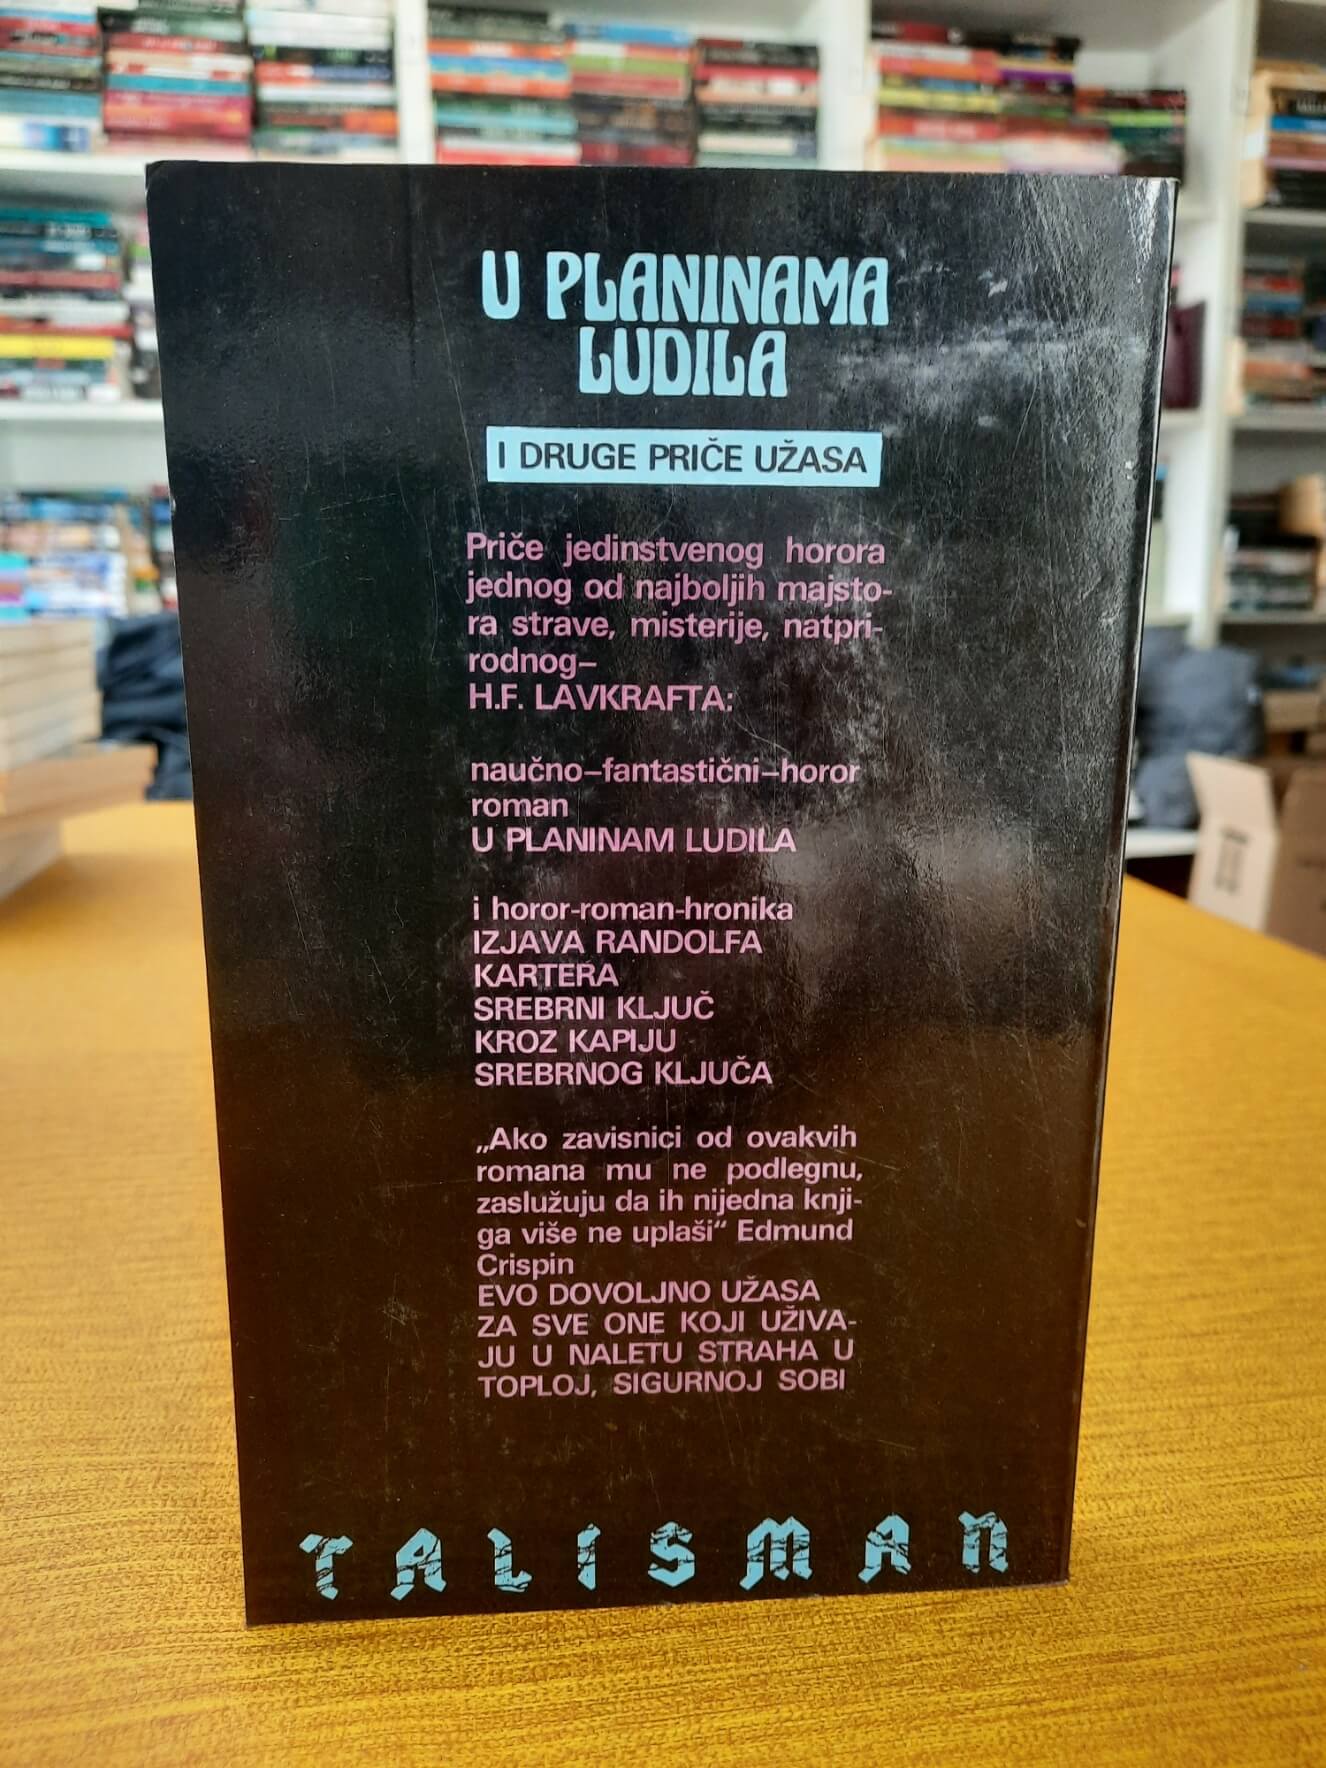 U PLANINAMA
LUDILA
I DRUGE PRIČE UŽASA
Priče jedinstvenog horora
jednog od najboljih majsto-
ra strave, misterije, natpri-
rodnog–
H.F. LAVKRAFTA:
naučno–fantastični–horor
roman
U PLANINAM LUDILA
i horor-roman-hronika
IZJAVA RANDOLFA
KARTERA
SREBRNI KLJUČ
KROZ KAPIJU
SREBRNOG KLJUČA
„Ako zavisnici od ovakvih
romana mu ne podlegnu,
zaslužuju da ih nijedna knji-
ga više ne uplaši“ Edmund
Crispin
EVO DOVOLJNO UŽASA
ZA SVE ONE KOJI UŽIVA-
JU U NALETU STRAHA U
TOPLOJ, SIGURNOJ SOBI
TALISMAN